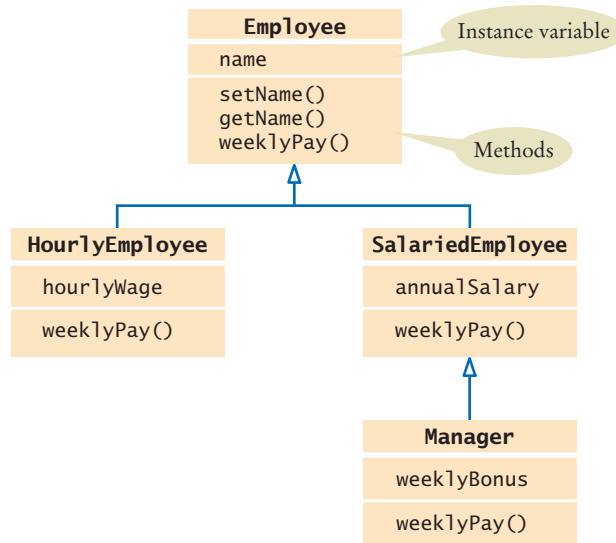 Employee
Instance variable
name
setName()
getName()
weeklyPay()
Methods
HourlyEmployee
hourlyWage
weeklyPay()
SalariedEmployee
annualSalary
weeklyPay()
Manager
weeklyBonus
weeklyPay()